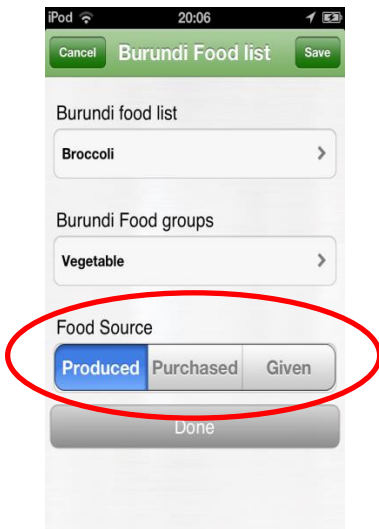 iPod 20:06
Cancel Burundi Food list Save
Burundi food list
Broccoli
Burundi Food groups
Vegetable
Food Source
Produced Purchased Given
Done